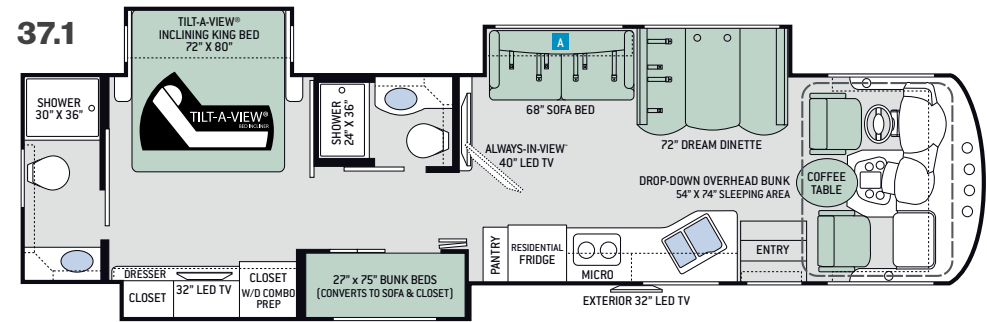 37.1
TILT-A-VIEW®
INCLINING KING BED
72” X 80”
TILT-A-VIEW®
BED INCLINER
SHOWER
30” X 36”
SHOWER
24” X 36”
A
68” SOFA BED
72” DREAM DINETTE
ALWAYS-IN-VIEW™
40” LED TV
DROP-DOWN OVERHEAD BUNK
54” X 74” SLEEPING AREA
COFFEE
TABLE
PANTRY
RESIDENTIAL
FRIDGE
MICRO
ENTRY
DRESSER
CLOSET
32” LED TV
CLOSET
W/D COMBO
PREP
27” x 75” BUNK BEDS
(CONVERTS TO SOFA & CLOSET)
EXTERIOR 32” LED TV